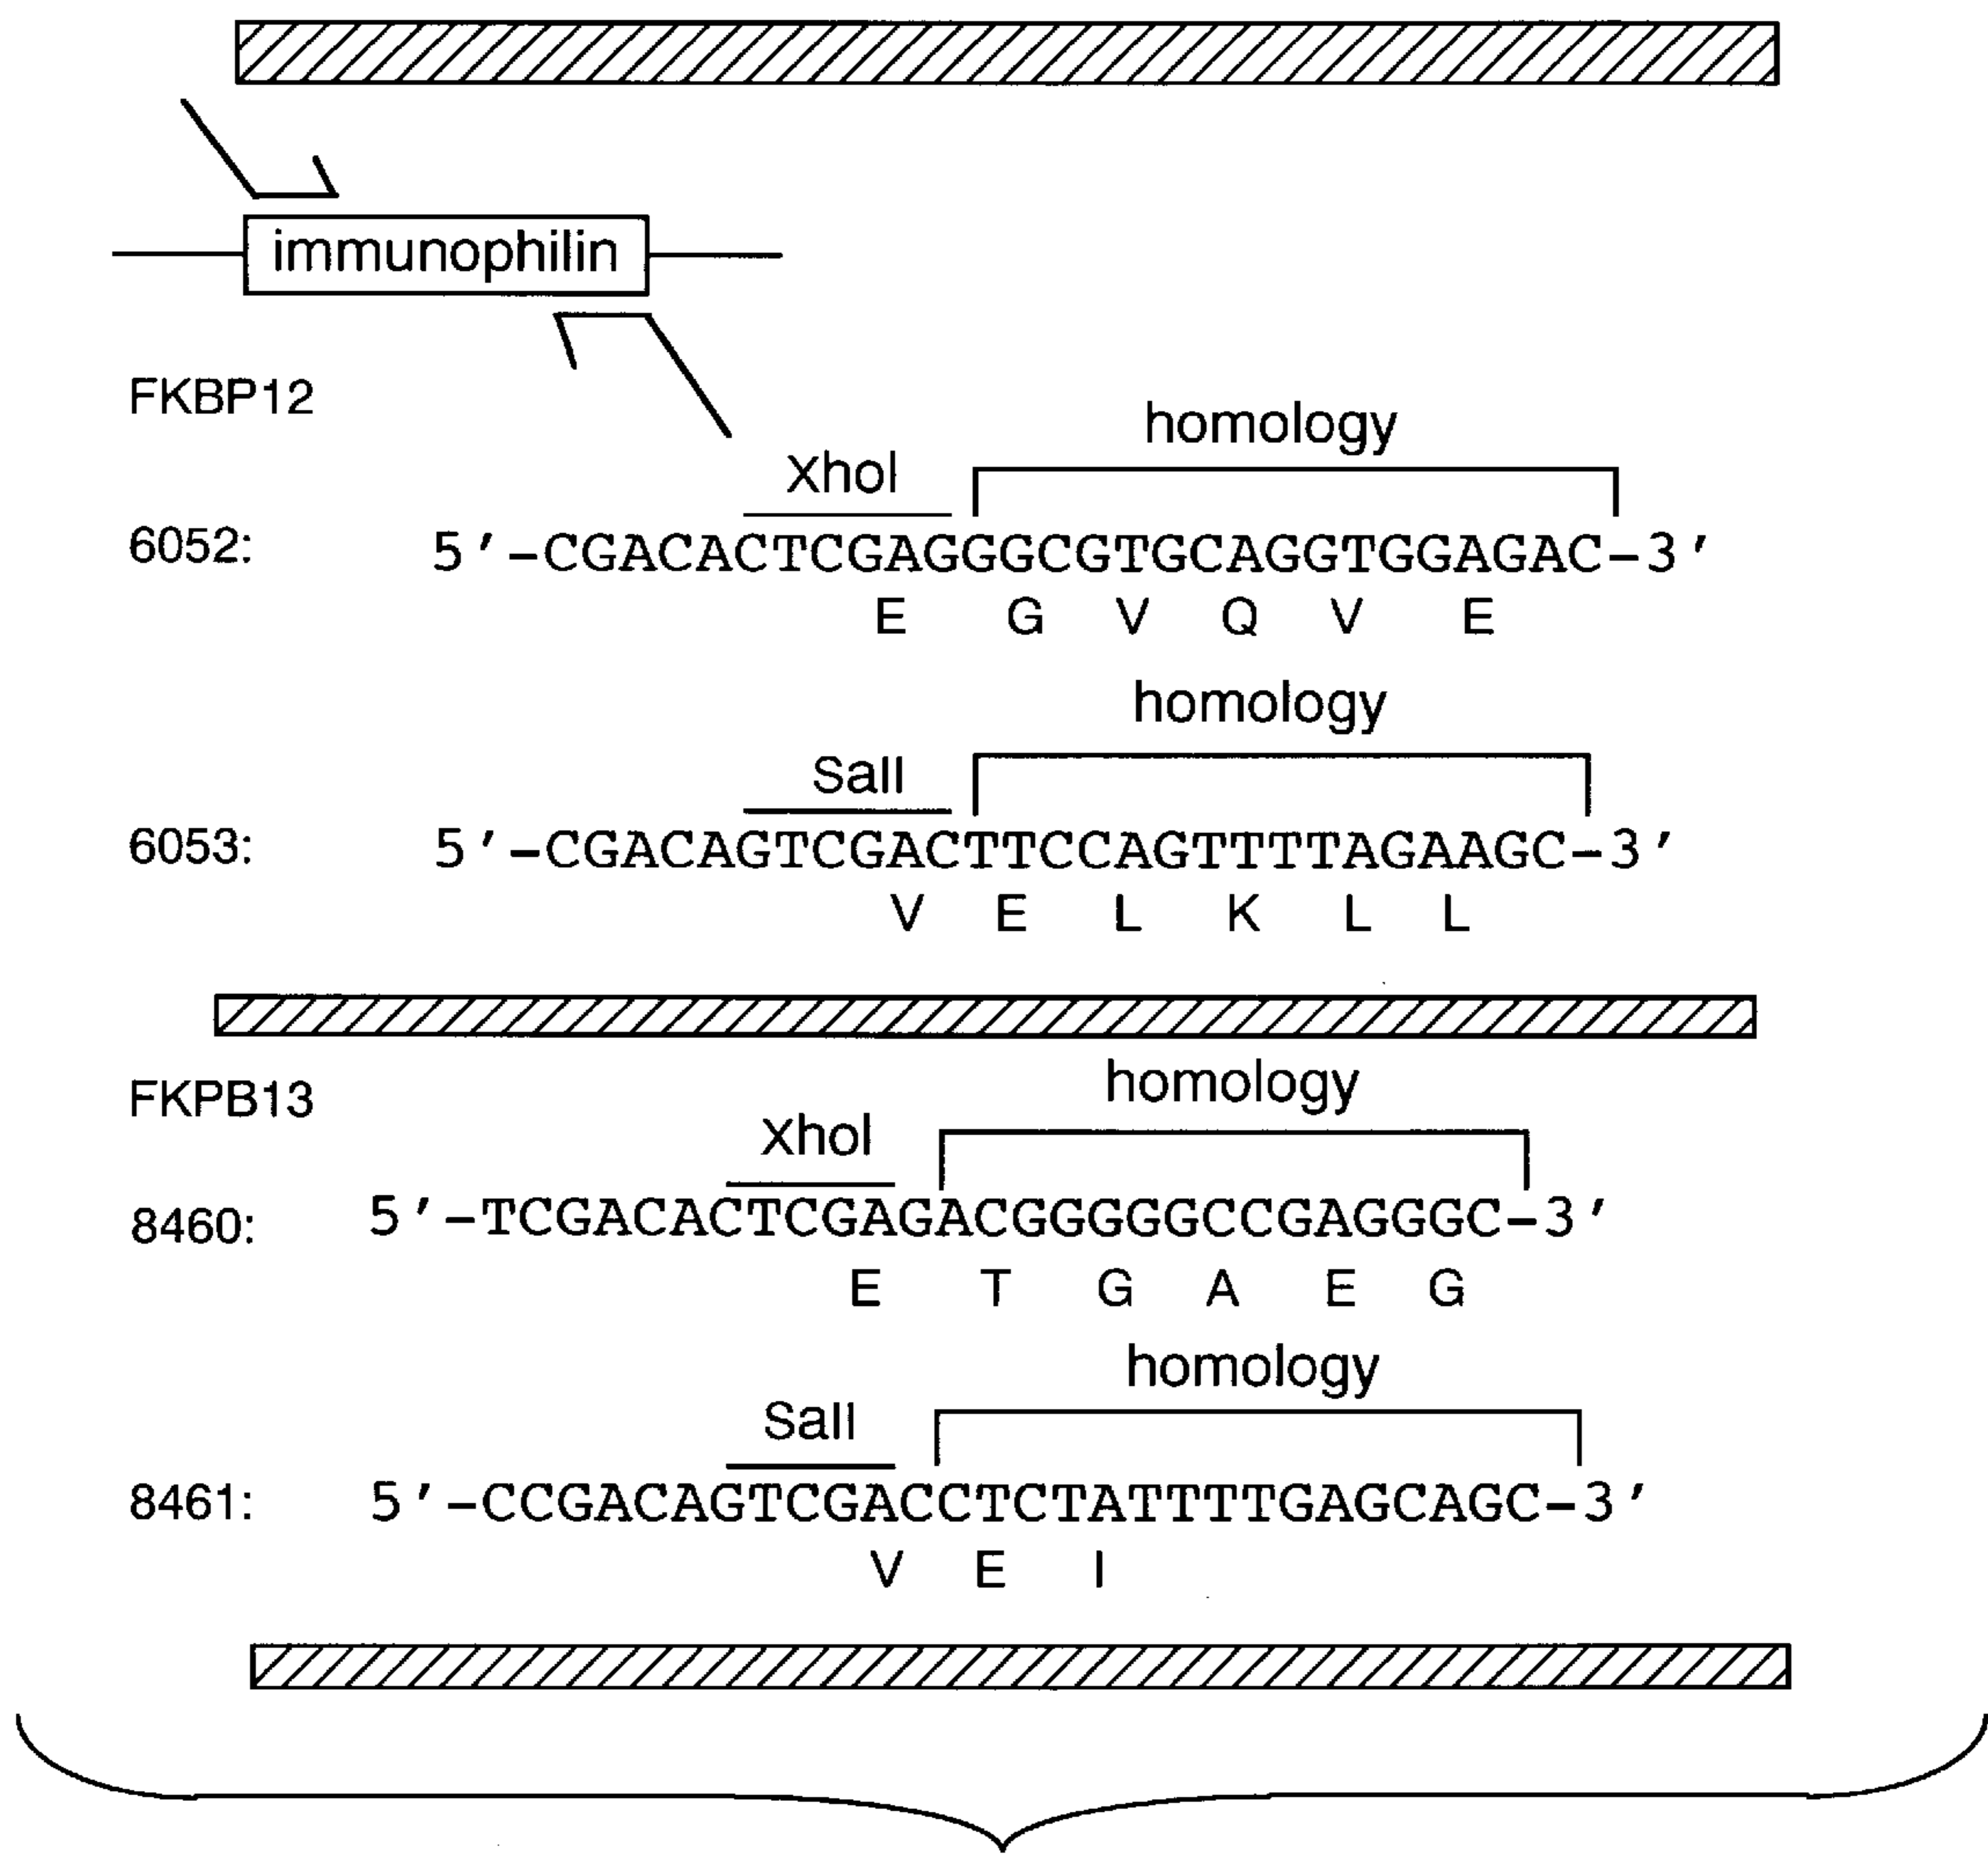 immunophilin
FKBP12
homology
XhoI
6052: 5'-CGACACTCGAGGGCGTGCAGGTGGAGAC-3'
E G V Q V E
homology
SalI
6053: 5'-CGACAGTCGACTTCCAGTTTTAGAAGC-3'
V E L K L L
FKPB13
homology
XhoI
8460: 5'-TCGACACTCGAGACGGGGGCCGAGGGC-3'
E T G A E G
homology
SalI
8461: 5'-CCGACAGTCGACCTCTATTTTGAGCAGC-3'
V E I